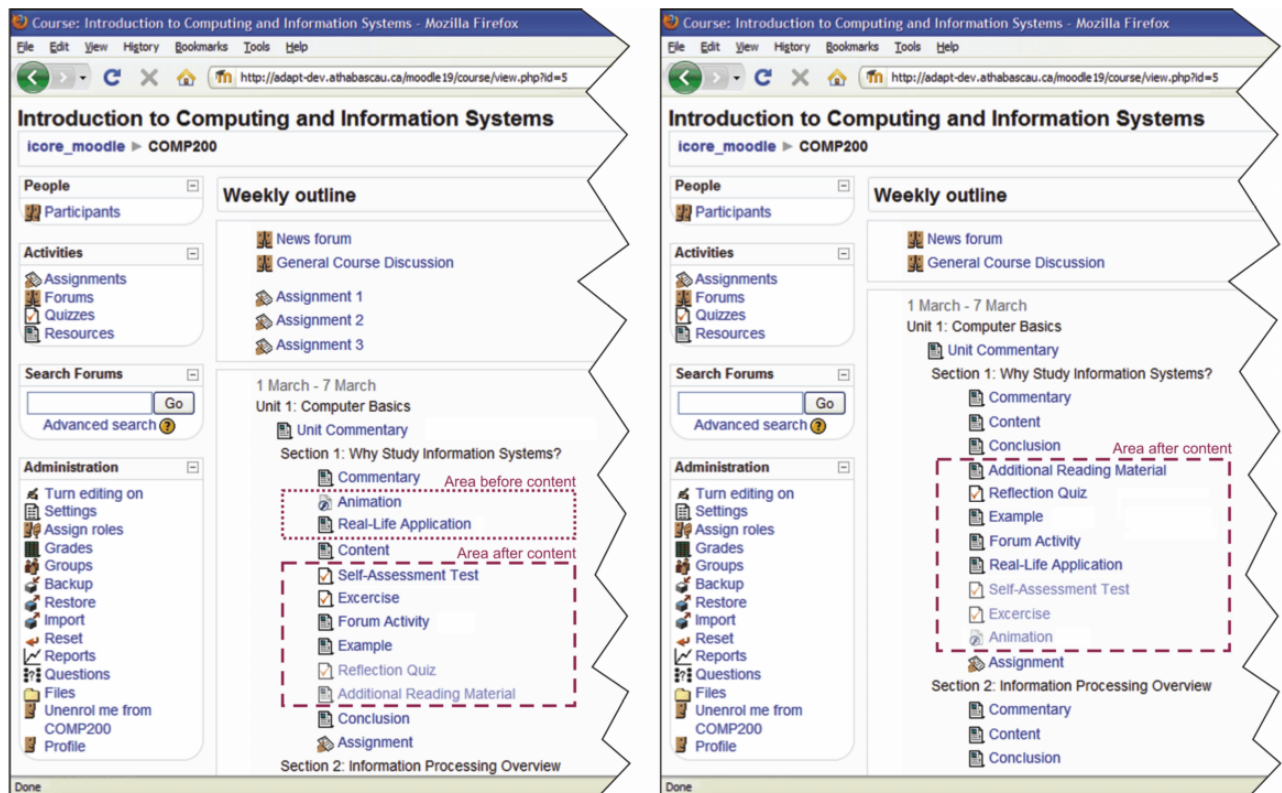 Course: Introduction to Computing and Information Systems - Mozilla Firefox
File Edit View History Bookmarks Tools Help
http://adapt-dev.athabascau.ca/moodle19/course/view.php?id=5
Introduction to Computing and Information Systems
icore_moodle ► COMP200
People
Participants
Activities
Assignments
Forums
Quizzes
Resources
Search Forums
Go
Advanced search ?
Administration
Turn editing on
Settings
Assign roles
Grades
Groups
Backup
Restore
Import
Reset
Reports
Questions
Files
Unenrol me from
COMP200
Profile
Weekly outline
News forum
General Course Discussion
Assignment 1
Assignment 2
Assignment 3
1 March - 7 March
Unit 1: Computer Basics
Unit Commentary
Section 1: Why Study Information Systems?
Commentary
Area before content
Animation
Real-Life Application
Content
Area after content
Self-Assessment Test
Excercise
Forum Activity
Example
Reflection Quiz
Additional Reading Material
Conclusion
Assignment
Section 2: Information Processing Overview
Done
Course: Introduction to Computing and Information Systems - Mozilla Firefox
File Edit View History Bookmarks Tools Help
http://adapt-dev.athabascau.ca/moodle19/course/view.php?id=5
Introduction to Computing and Information Systems
icore_moodle ► COMP200
People
Participants
Activities
Assignments
Forums
Quizzes
Resources
Search Forums
Go
Advanced search ?
Administration
Turn editing on
Settings
Assign roles
Grades
Groups
Backup
Restore
Import
Reset
Reports
Questions
Files
Unenrol me from
COMP200
Profile
Weekly outline
News forum
General Course Discussion
1 March - 7 March
Unit 1: Computer Basics
Unit Commentary
Section 1: Why Study Information Systems?
Commentary
Content
Conclusion
Area after content
Additional Reading Material
Reflection Quiz
Example
Forum Activity
Real-Life Application
Self-Assessment Test
Excercise
Animation
Assignment
Section 2: Information Processing Overview
Commentary
Content
Conclusion
Done